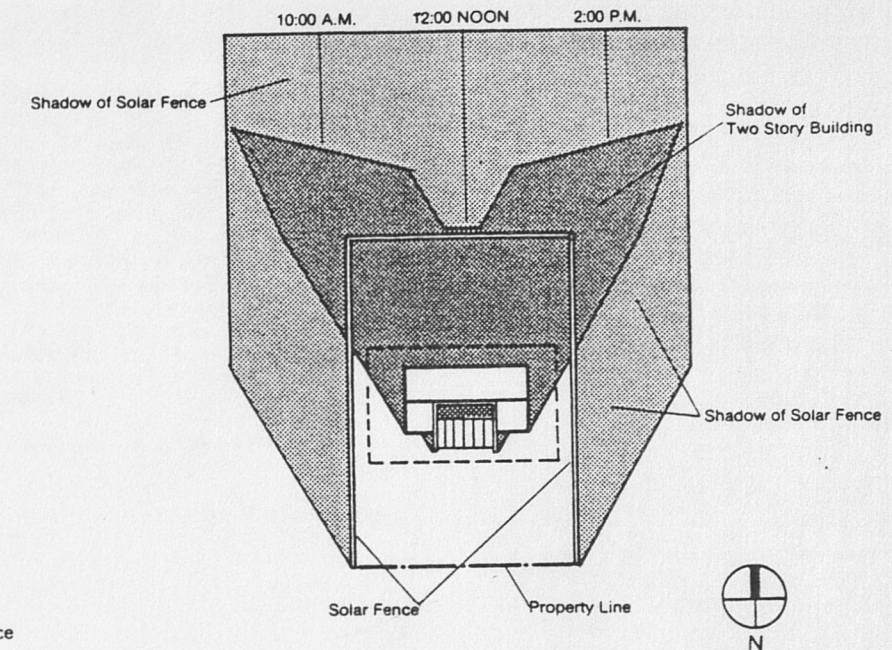 10:00 A.M. 12:00 NOON 2:00 P.M.
Shadow of Solar Fence
Shadow of
Two Story Building
Shadow of Solar Fence
Solar Fence
Property Line
N
ce